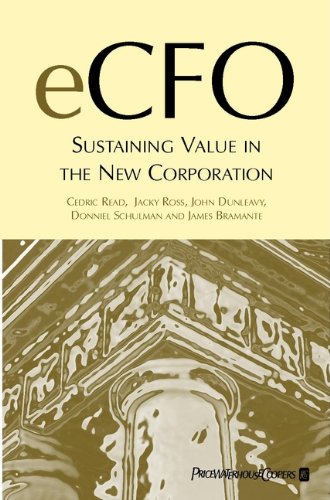 eCFO
SUSTAINING VALUE IN
THE NEW CORPORATION
CEDRIC READ, JACKY ROSS, JOHN DUNLEAVY,
DONNIEL SCHULMAN AND JAMES BRAMANTE
PRICEWATERHOUSECOOPERS